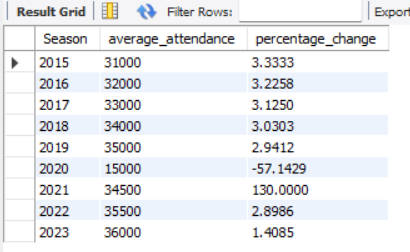 Result Grid Filter Rows: Export
Season average_attendance percentage_change
2015 31000 3.3333
2016 32000 3.2258
2017 33000 3.1250
2018 34000 3.0303
2019 35000 2.9412
2020 15000 -57.1429
2021 34500 130.0000
2022 35500 2.8986
2023 36000 1.4085